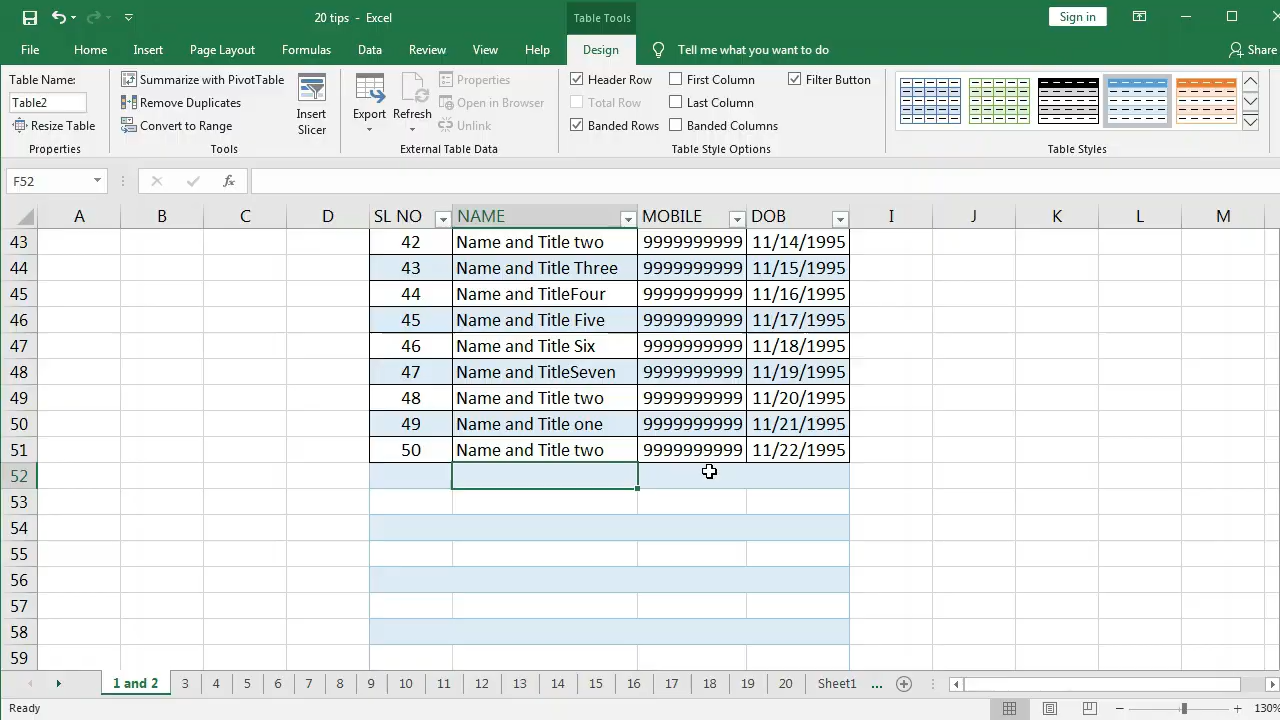 20 tips - Excel
Table Tools
Sign in
File Home Insert Page Layout Formulas Data Review View Help Design Tell me what you want to do Share
Table Name:
Table2
Resize Table
Properties
Summarize with PivotTable
Remove Duplicates
Convert to Range
Insert
Slicer
Tools
Export
Refresh
Properties
Open in Browser
Unlink
External Table Data
Header Row
First Column
Filter Button
Total Row
Last Column
Banded Rows
Banded Columns
Table Style Options
Table Styles
F52
fx
A B C D SL NO NAME MOBILE DOB I J K L M
43 42 Name and Title two 9999999999 11/14/1995
44 43 Name and Title Three 9999999999 11/15/1995
45 44 Name and TitleFour 9999999999 11/16/1995
46 45 Name and Title Five 9999999999 11/17/1995
47 46 Name and Title Six 9999999999 11/18/1995
48 47 Name and TitleSeven 9999999999 11/19/1995
49 48 Name and Title two 9999999999 11/20/1995
50 49 Name and Title one 9999999999 11/21/1995
51 50 Name and Title two 9999999999 11/22/1995
52
53
54
55
56
57
58
59
1 and 2 3 4 5 6 7 8 9 10 11 12 13 14 15 16 17 18 19 20 Sheet1 ...
Ready
130%